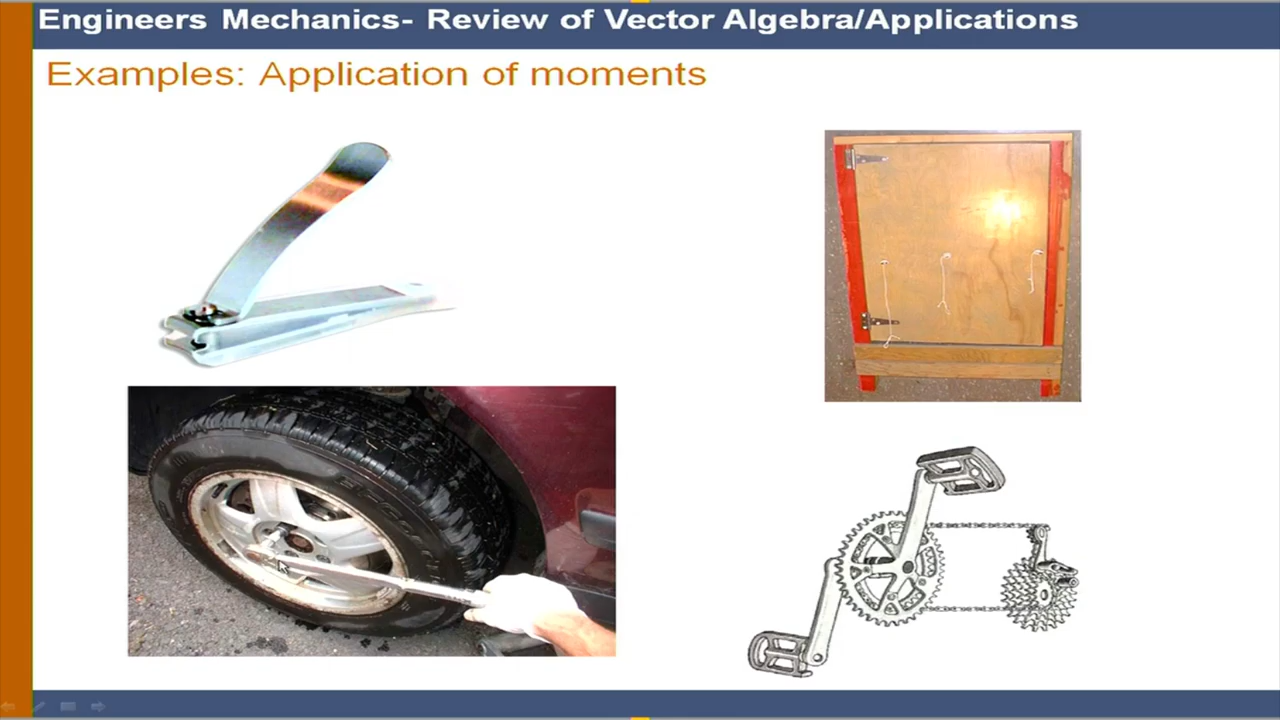 Engineers Mechanics- Review of Vector Algebra/Applications
Examples: Application of moments